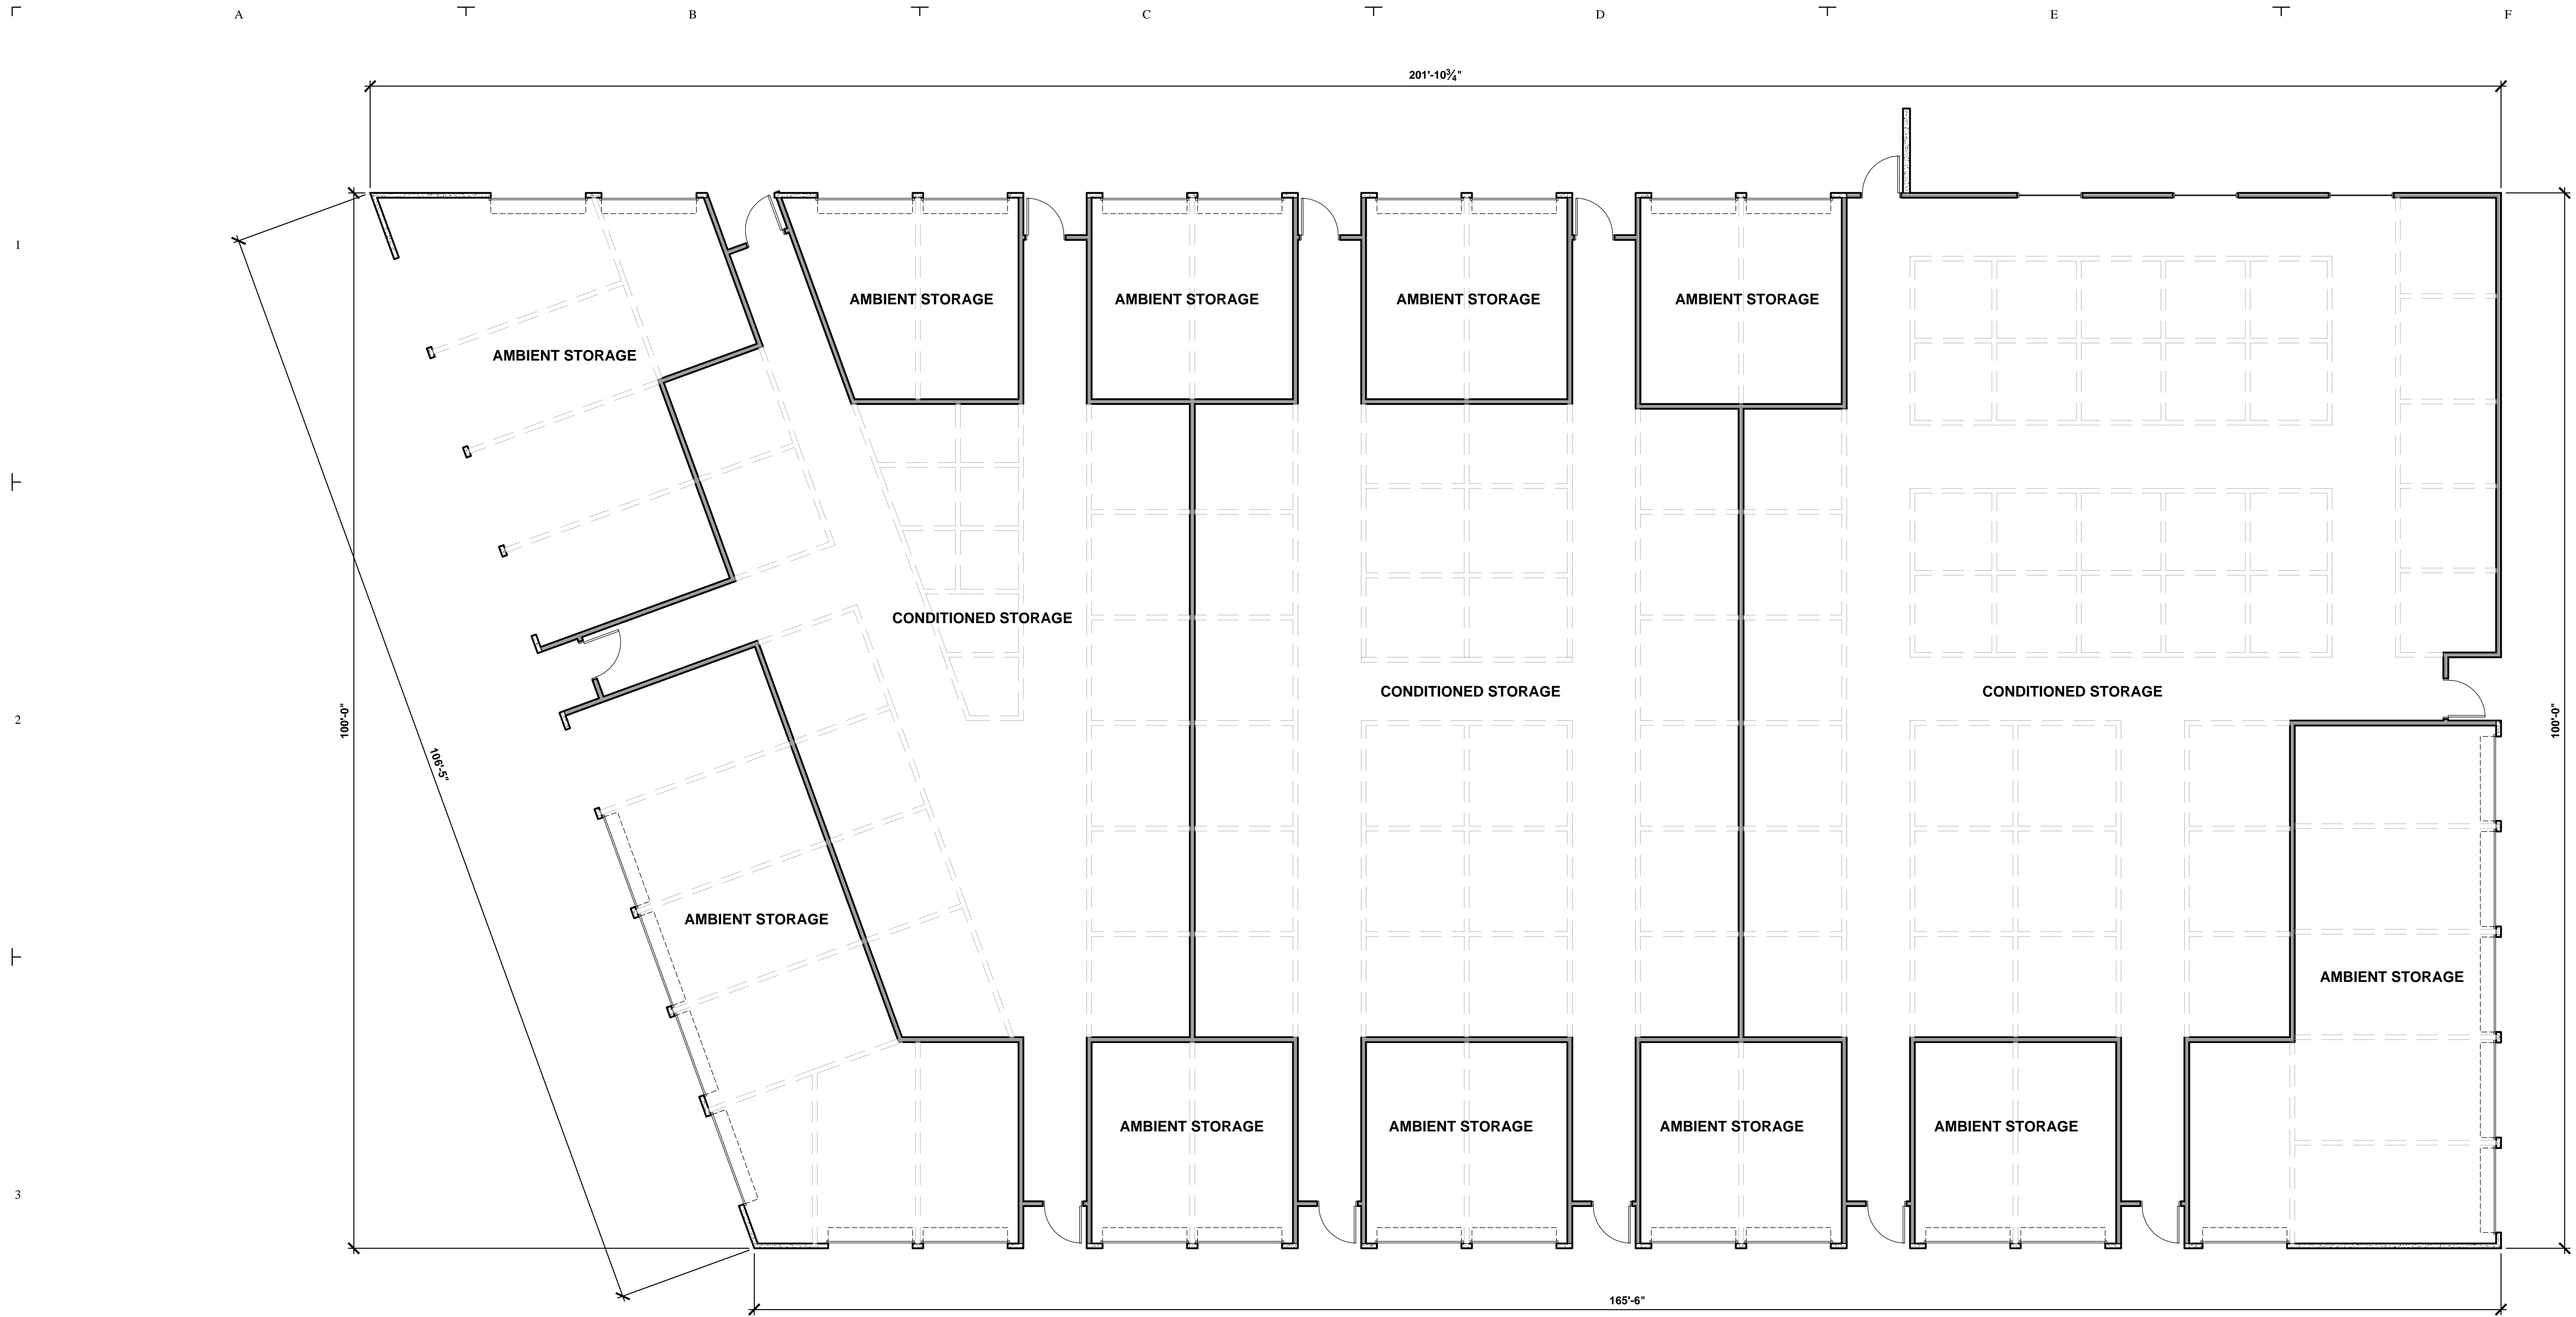 A B C D E F
201'-10¾"
1
AMBIENT STORAGE AMBIENT STORAGE AMBIENT STORAGE AMBIENT STORAGE
AMBIENT STORAGE
CONDITIONED STORAGE
CONDITIONED STORAGE CONDITIONED STORAGE
2
100'-0"
100'-0"
106'-5"
AMBIENT STORAGE
AMBIENT STORAGE
AMBIENT STORAGE AMBIENT STORAGE AMBIENT STORAGE AMBIENT STORAGE
3
165'-6"